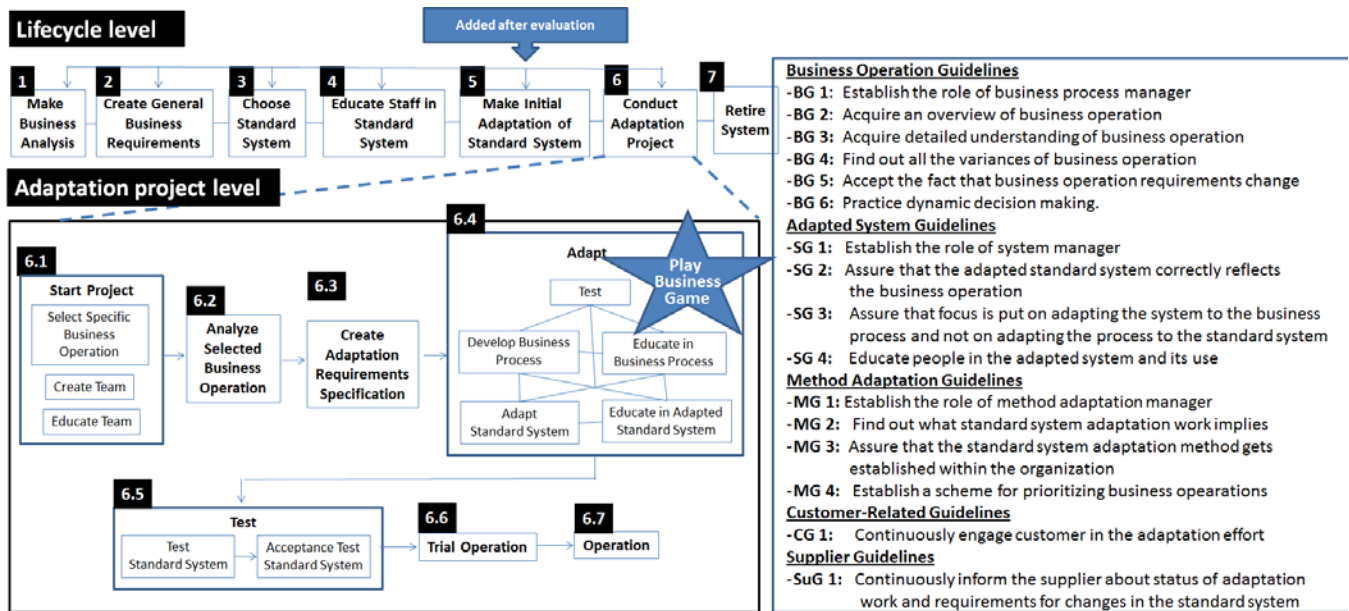 Lifecycle level
Added after evaluation
1
Make
Business
Analysis
2
Create General
Business
Requirements
3
Choose
Standard
System
4
Educate Staff in
Standard
System
5
Make Initial
Adaptation of
Standard System
6
Conduct
Adaptation
Project
7
Retire
System
Adaptation project level
6.1
Start Project
Select Specific
Business
Operation
Create Team
Educate Team
6.2
Analyze
Selected
Business
Operation
6.3
Create
Adaptation
Requirements
Specification
6.4
Adapt
Play
Business
Game
Test
Develop Business
Process
Educate in
Business Process
Adapt
Standard System
Educate in Adapted
Standard System
6.5
Test
Test
Standard System
Acceptance Test
Standard System
6.6
Trial Operation
6.7
Operation
Business Operation Guidelines
-BG 1: Establish the role of business process manager
-BG 2: Acquire an overview of business operation
-BG 3: Acquire detailed understanding of business operation
-BG 4: Find out all the variances of business operation
-BG 5: Accept the fact that business operation requirements change
-BG 6: Practice dynamic decision making.
Adapted System Guidelines
-SG 1: Establish the role of system manager
-SG 2: Assure that the adapted standard system correctly reflects
the business operation
-SG 3: Assure that focus is put on adapting the system to the business
process and not on adapting the process to the standard system
-SG 4: Educate people in the adapted system and its use
Method Adaptation Guidelines
-MG 1: Establish the role of method adaptation manager
-MG 2: Find out what standard system adaptation work implies
-MG 3: Assure that the standard system adaptation method gets
established within the organization
-MG 4: Establish a scheme for prioritizing business opearations
Customer-Related Guidelines
-CG 1: Continuously engage customer in the adaptation effort
Supplier Guidelines
-SuG 1: Continuously inform the supplier about status of adaptation
work and requirements for changes in the standard system